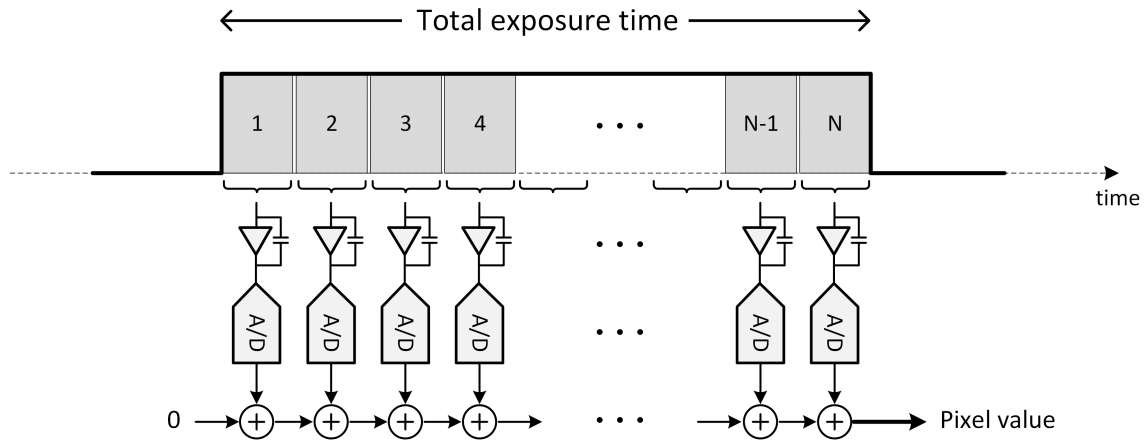 Total exposure time
1 2 3 4 • • • N-1 N
time
• • •
A/D A/D A/D A/D • • • A/D A/D
0 + + + + • • • + + Pixel value